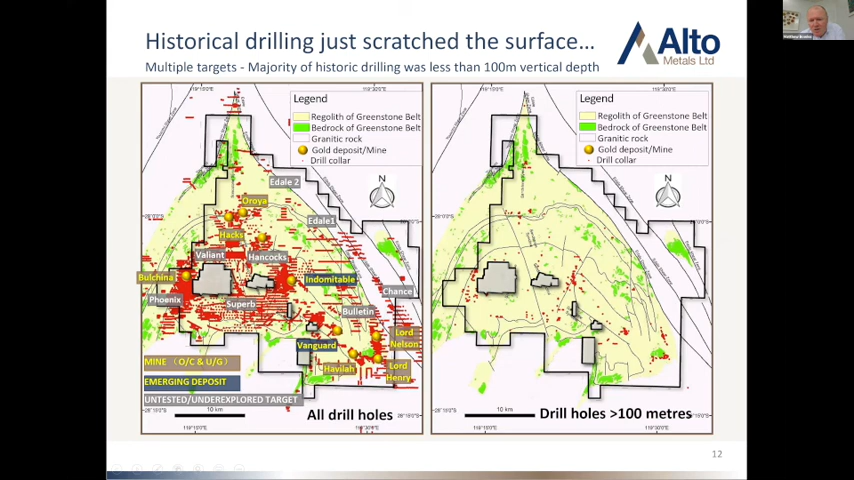 Historical drilling just scratched the surface...
Multiple targets - Majority of historic drilling was less than 100m vertical depth
Alto
Metals Ltd
Legend
Regolith of Greenstone Belt
Bedrock of Greenstone Belt
Granitic rock
Gold deposit/Mine
Drill collar
N
Edale 2
Oroya
Edale1
Hacks
Valiant
Hancocks
Bulchina
Indomitable
Phoenix
Chance
Superb
Bulletin
Lord
Nelson
Vanguard
Havilah
Lord
Henry
MINE (O/C & U/G)
EMERGING DEPOSIT
UNTESTED/UNDEREXPLORED TARGET
10 km
All drill holes
Legend
Regolith of Greenstone Belt
Bedrock of Greenstone Belt
Granitic rock
Gold deposit/Mine
Drill collar
N
10 km
Drill holes >100 metres
12